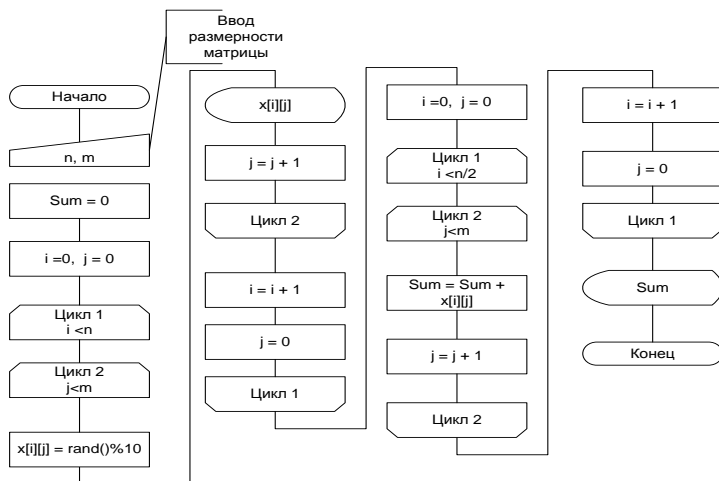 Ввод
размерности
матрицы
Начало
n, m
Sum = 0
i =0, j = 0
Цикл 1
i <n
Цикл 2
j<m
x[i][j] = rand()%10
x[i][j]
j = j + 1
Цикл 2
i = i + 1
j = 0
Цикл 1
i =0, j = 0
Цикл 1
i <n/2
Цикл 2
j<m
Sum = Sum +
x[i][j]
j = j + 1
Цикл 2
i = i + 1
j = 0
Цикл 1
Sum
Конец